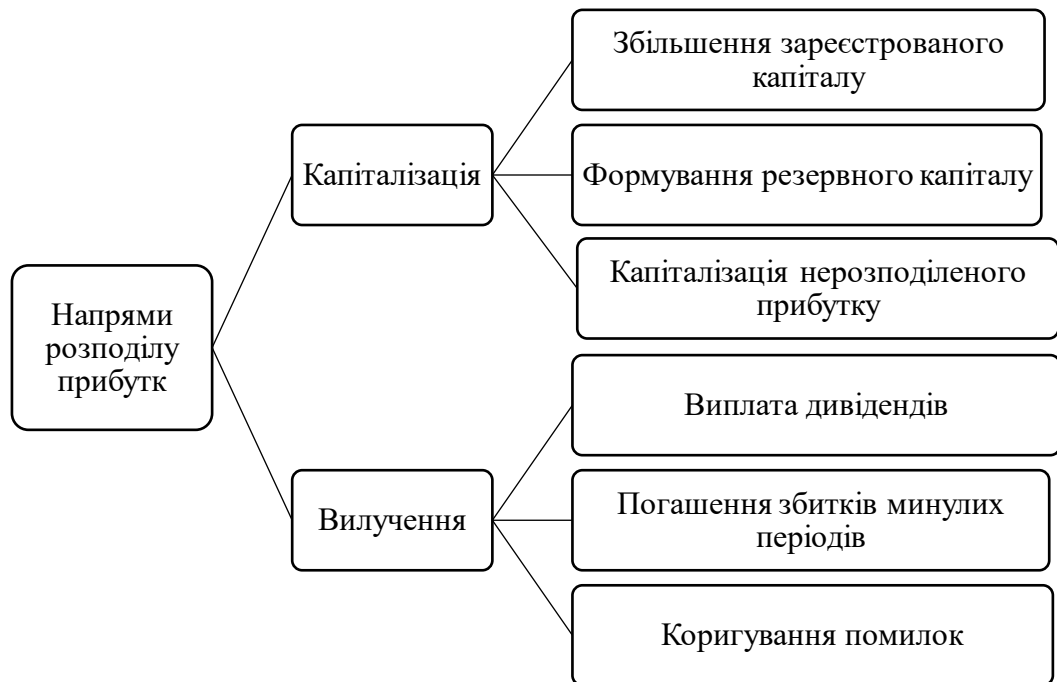 Напрями
розподілу
прибутк
Капіталізація
Збільшення зареєстрованого
капіталу
Формування резервного капіталу
Капіталізація нерозподіленого
прибутку
Вилучення
Виплата дивідендів
Погашення збитків минулих
періодів
Коригування помилок